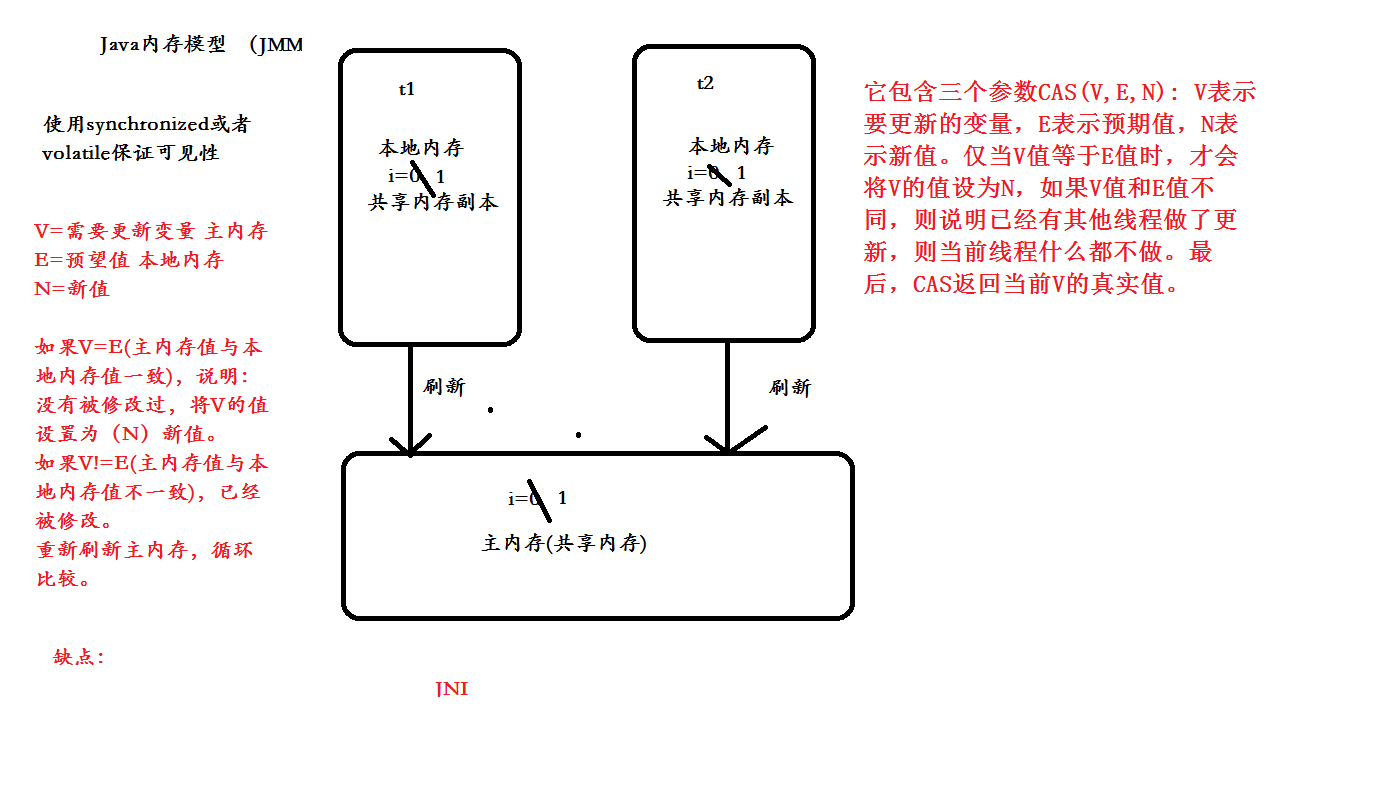 Java内存模型 （JMM
使用synchronized或者
volatile保证可见性
V=需要更新变量 主内存
E=预望值 本地内存
N=新值
如果V=E(主内存值与本
地内存值一致)，说明：
没有被修改过，将V的值
设置为（N）新值。
如果V!=E(主内存值与本
地内存值不一致)，已经
被修改。
重新刷新主内存，循环
比较。
缺点：
t1
本地内存
i=0 1
共享内存副本
刷新
t2
本地内存
i=0 1
共享内存副本
刷新
i=0 1
主内存(共享内存)
JNI
它包含三个参数CAS(V,E,N): V表示
要更新的变量，E表示预期值，N表
示新值。仅当V值等于E值时，才会
将V的值设为N，如果V值和E值不
同，则说明已经有其他线程做了更
新，则当前线程什么都不做。最
后，CAS返回当前V的真实值。